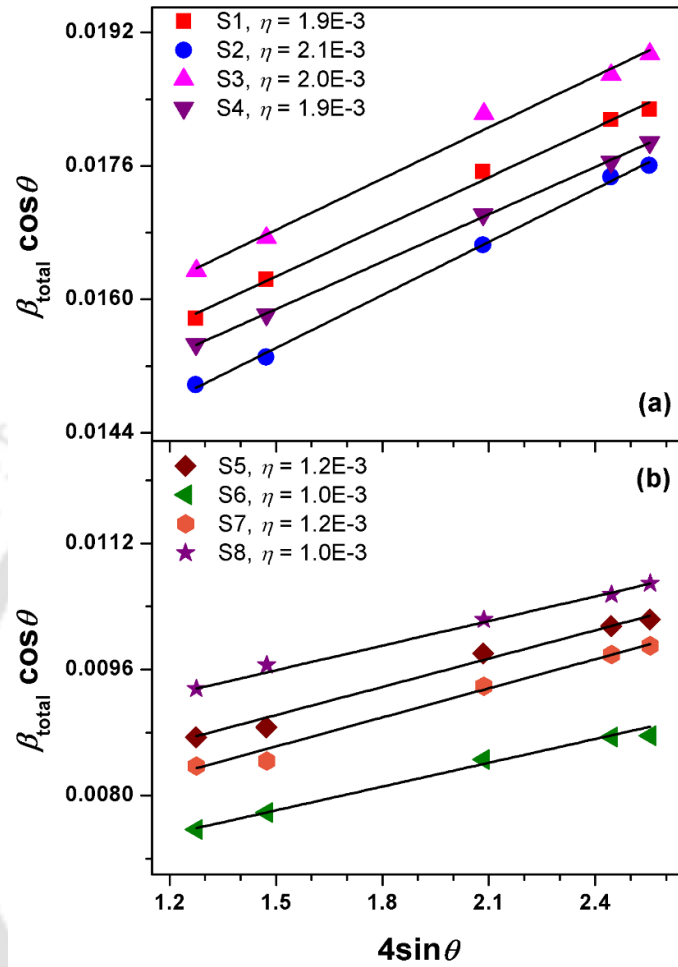 0.0192
0.0176
0.0160
0.0144
β_total cosθ
S1, η = 1.9E-3
S2, η = 2.1E-3
S3, η = 2.0E-3
S4, η = 1.9E-3
(a)
0.0112
0.0096
0.0080
β_total cosθ
S5, η = 1.2E-3
S6, η = 1.0E-3
S7, η = 1.2E-3
S8, η = 1.0E-3
(b)
1.2 1.5 1.8 2.1 2.4
4sinθ